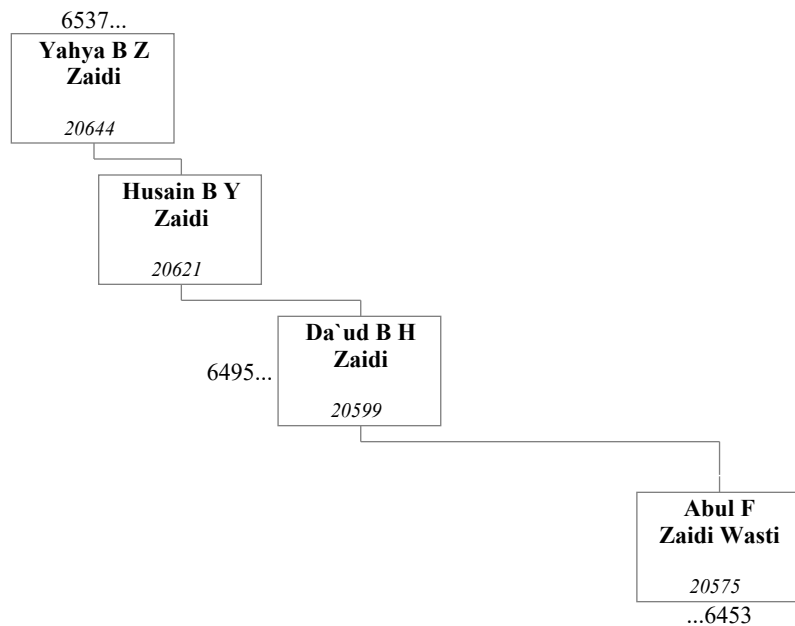 6537...
Yahya B Z
Zaidi
20644
Husain B Y
Zaidi
20621
Da`ud B H
Zaidi
6495...
20599
Abul F
Zaidi Wasti
20575
...6453